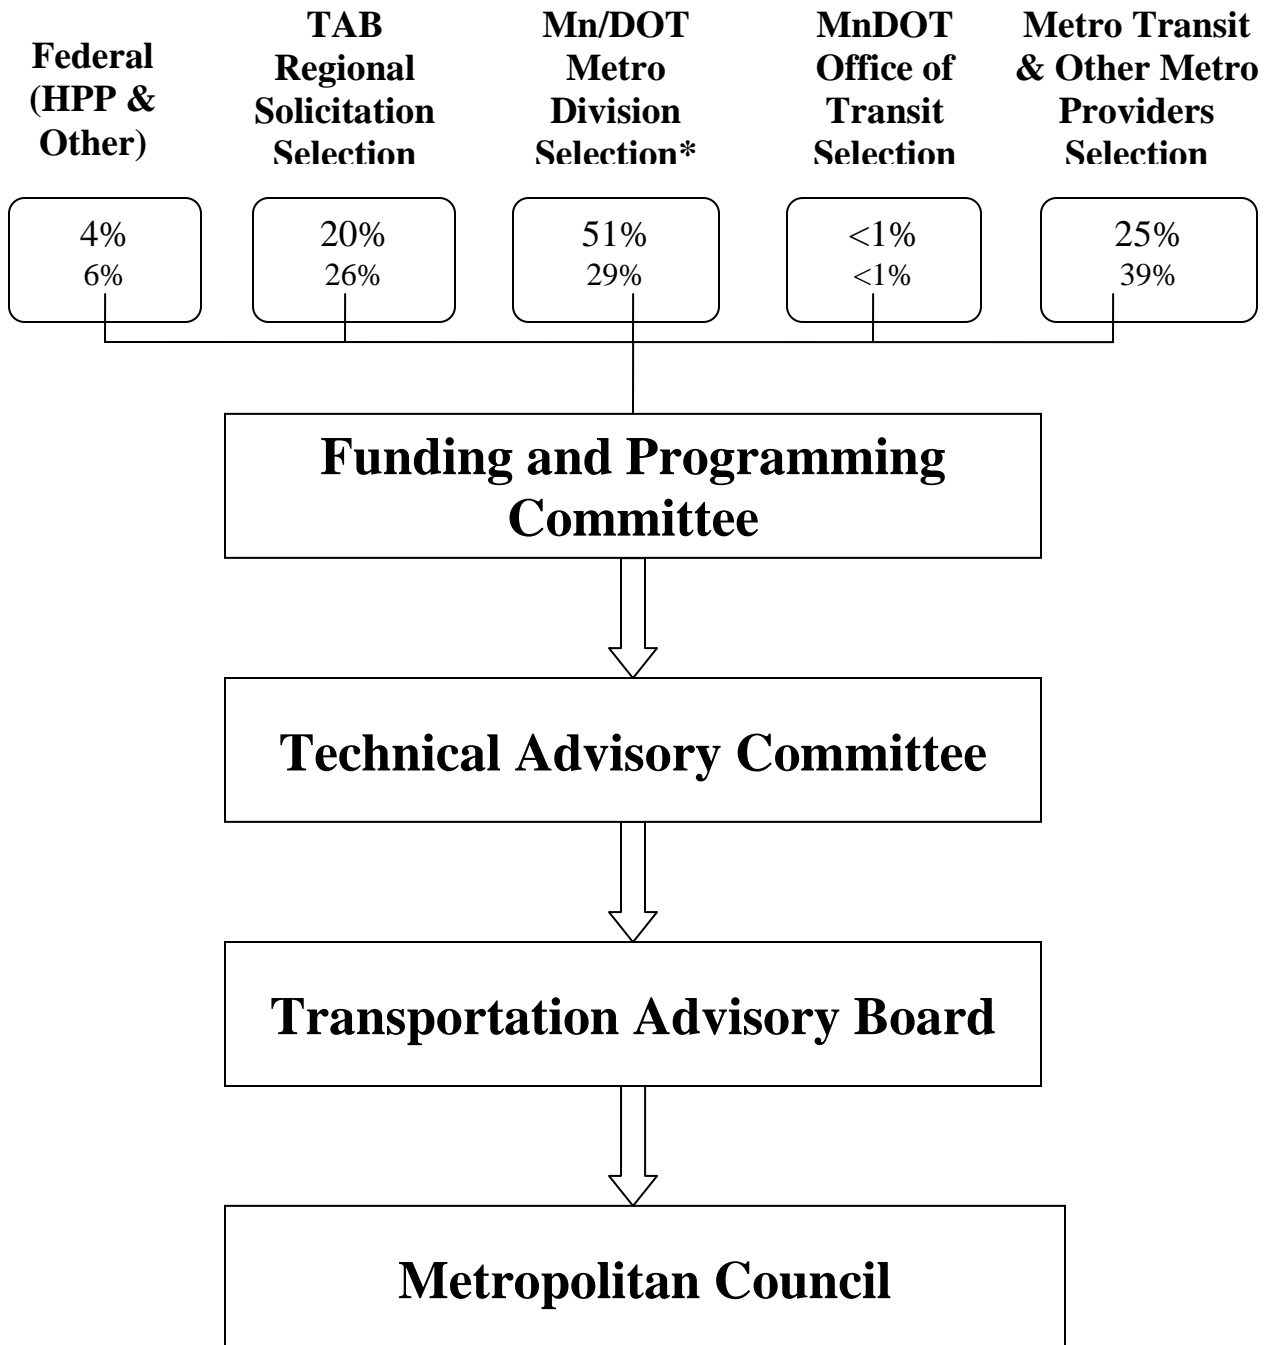 Federal
(HPP &
Other)
TAB
Regional
Solicitation
Selection
Mn/DOT
Metro
Division
Selection*
MnDOT
Office of
Transit
Selection
Metro Transit
& Other Metro
Providers
Selection
4%
6%
20%
26%
51%
29%
<1%
<1%
25%
39%
Funding and Programming
Committee
Technical Advisory Committee
Transportation Advisory Board
Metropolitan Council